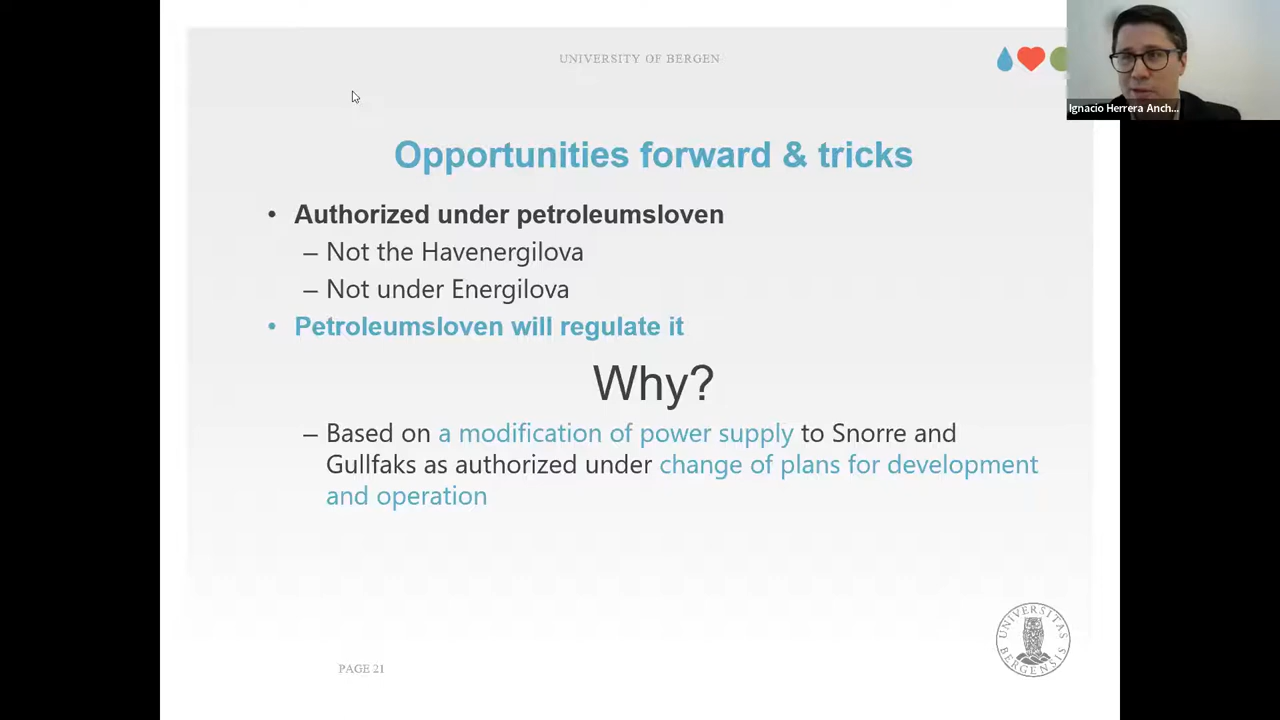 UNIVERSITY OF BERGEN
Ignacio Herrera Anch...
Opportunities forward & tricks
• Authorized under petroleumsloven
– Not the Havenergilova
– Not under Energilova
• Petroleumsloven will regulate it
Why?
– Based on a modification of power supply to Snorre and
Gullfaks as authorized under change of plans for development
and operation
UNIVERSITAS
BERGENSIS
PAGE 21